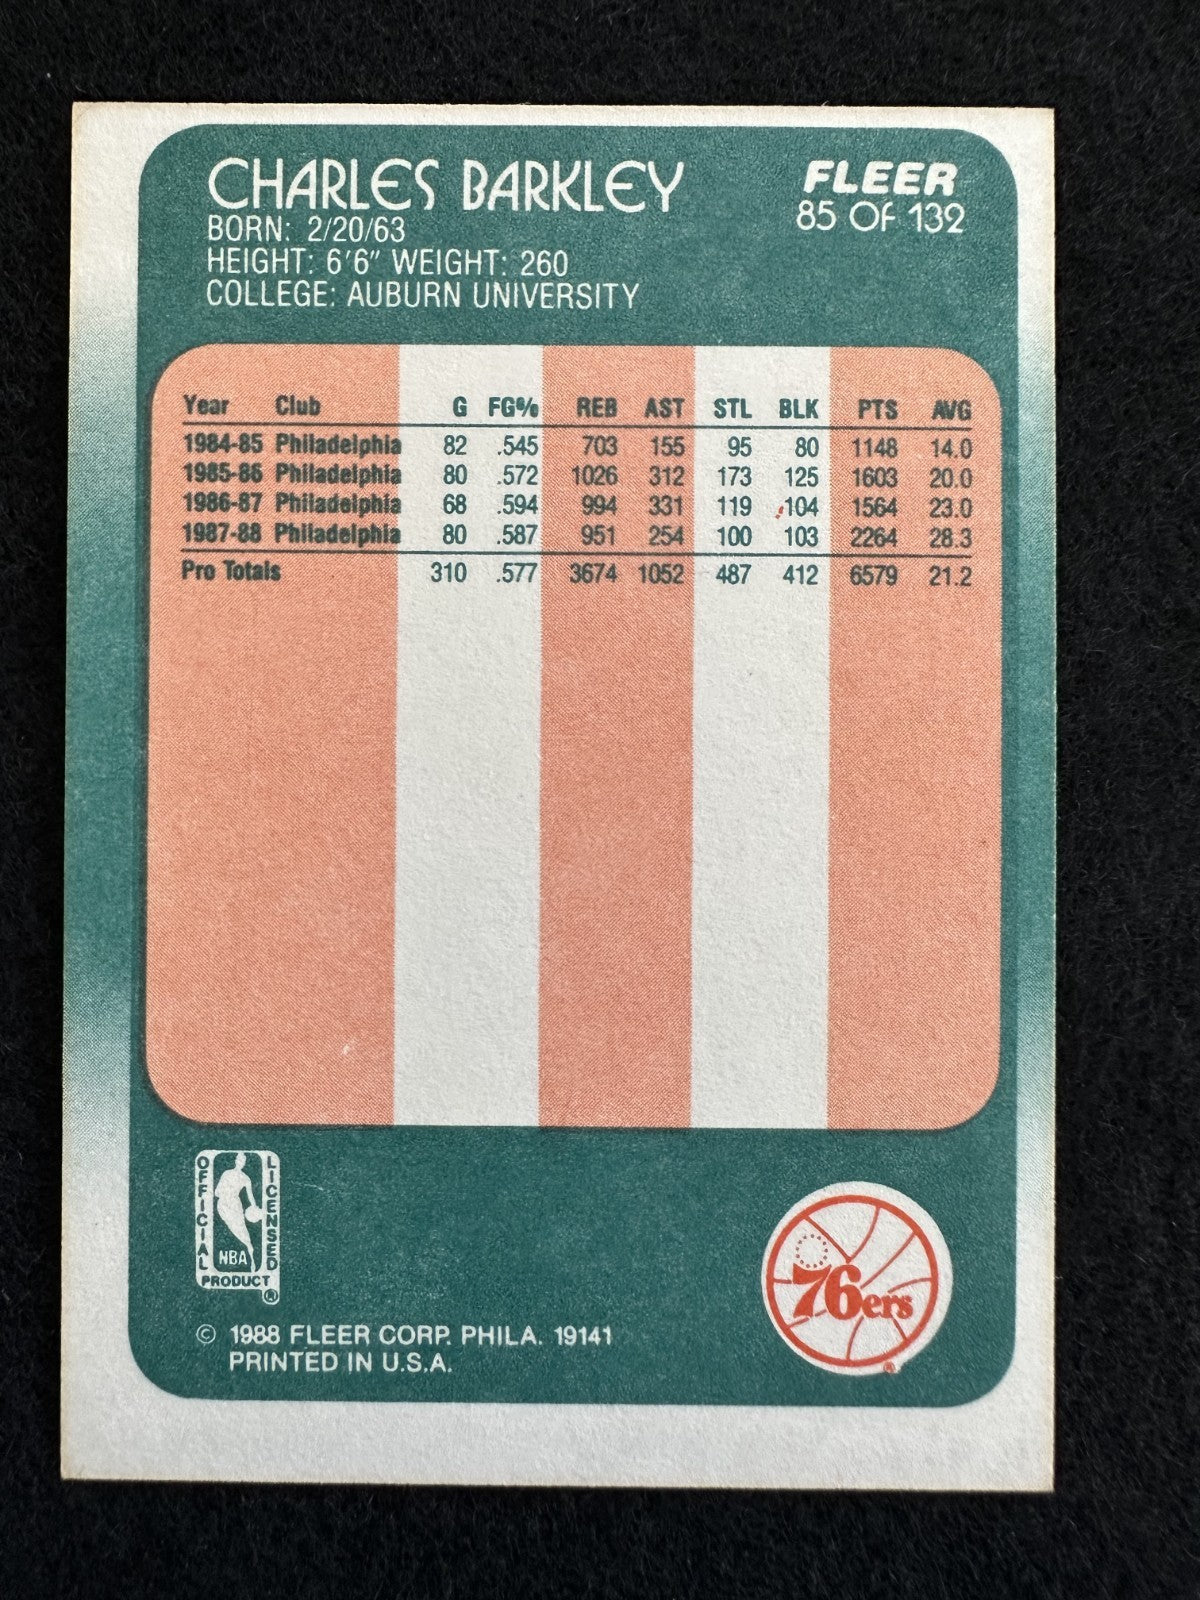 CHARLES BARKLEY
FLEER
85 OF 132
BORN: 2/20/63
HEIGHT: 6'6" WEIGHT: 260
COLLEGE: AUBURN UNIVERSITY
Year Club G FG% REB AST STL BLK PTS AVG
1984-85 Philadelphia 82 .545 703 155 95 80 1148 14.0
1985-86 Philadelphia 80 .572 1026 312 173 125 1603 20.0
1986-87 Philadelphia 68 .594 994 331 119 104 1564 23.0
1987-88 Philadelphia 80 .587 951 254 100 103 2264 28.3
Pro Totals 310 .577 3674 1052 487 412 6579 21.2
OFFICIAL
LICENSED
NBA
PRODUCT
®
76ers
®
© 1988 FLEER CORP. PHILA. 19141
PRINTED IN U.S.A.